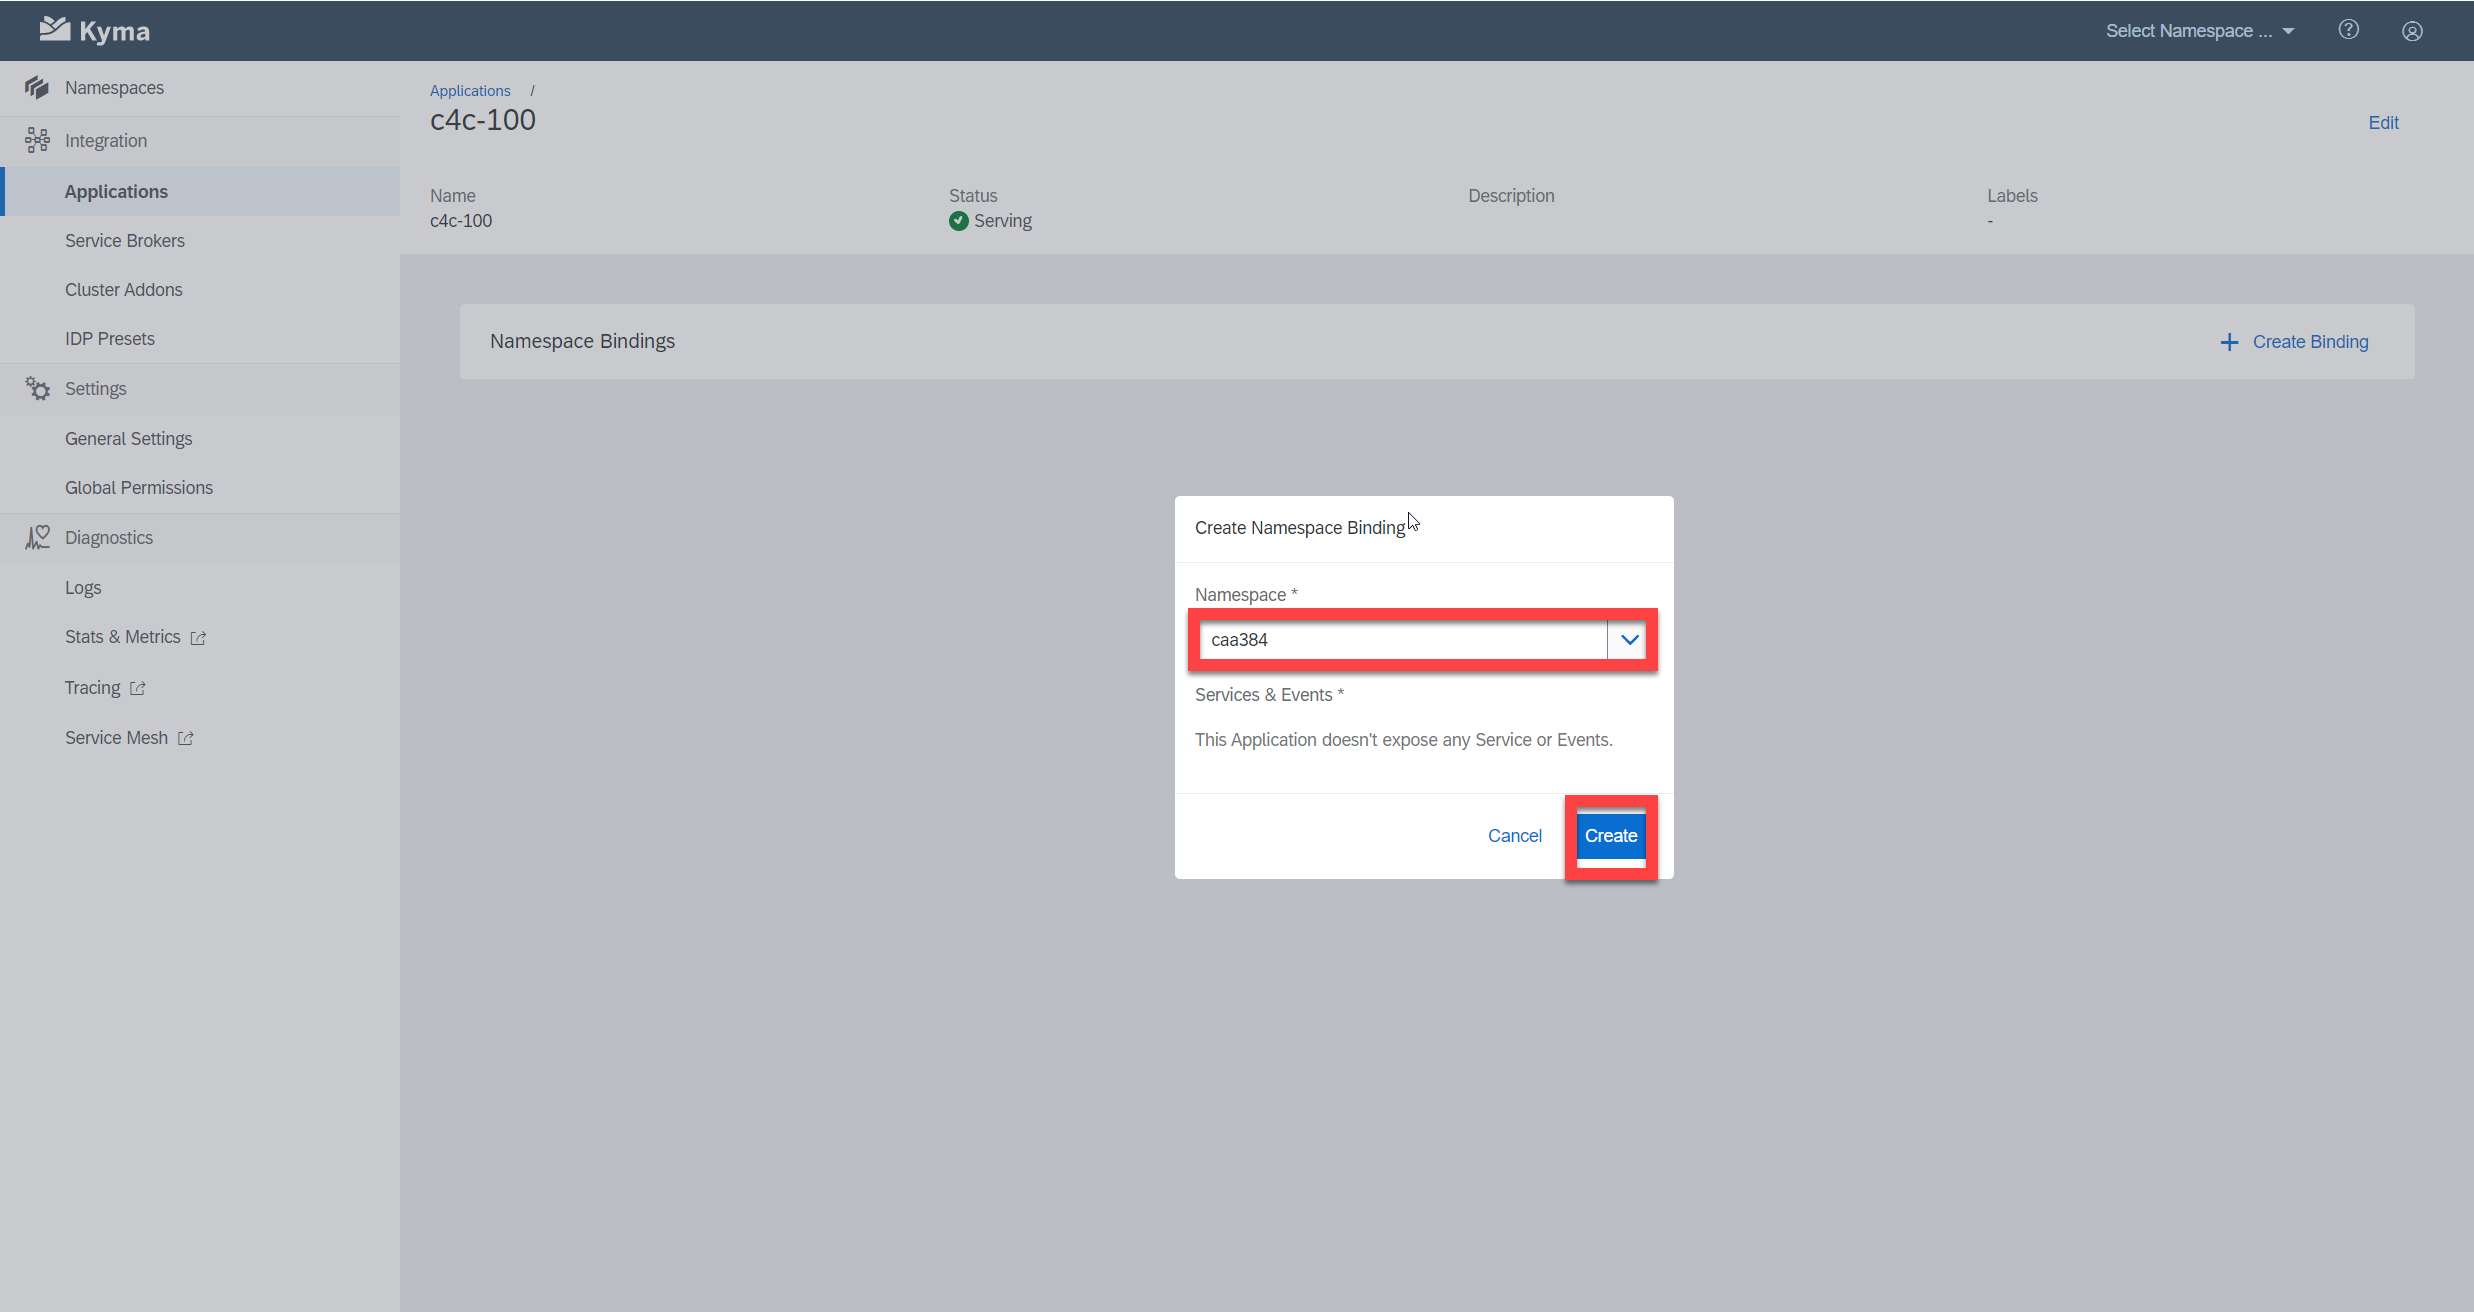 Kyma
Select Namespace ...
Namespaces
Integration
Applications
Service Brokers
Cluster Addons
IDP Presets
Settings
General Settings
Global Permissions
Diagnostics
Logs
Stats & Metrics
Tracing
Service Mesh
Applications /
c4c-100
Edit
Name
c4c-100
Status
Serving
Description
Labels
-
Namespace Bindings
+ Create Binding
Create Namespace Binding
Namespace *
caa384
Services & Events *
This Application doesn't expose any Service or Events.
Cancel
Create